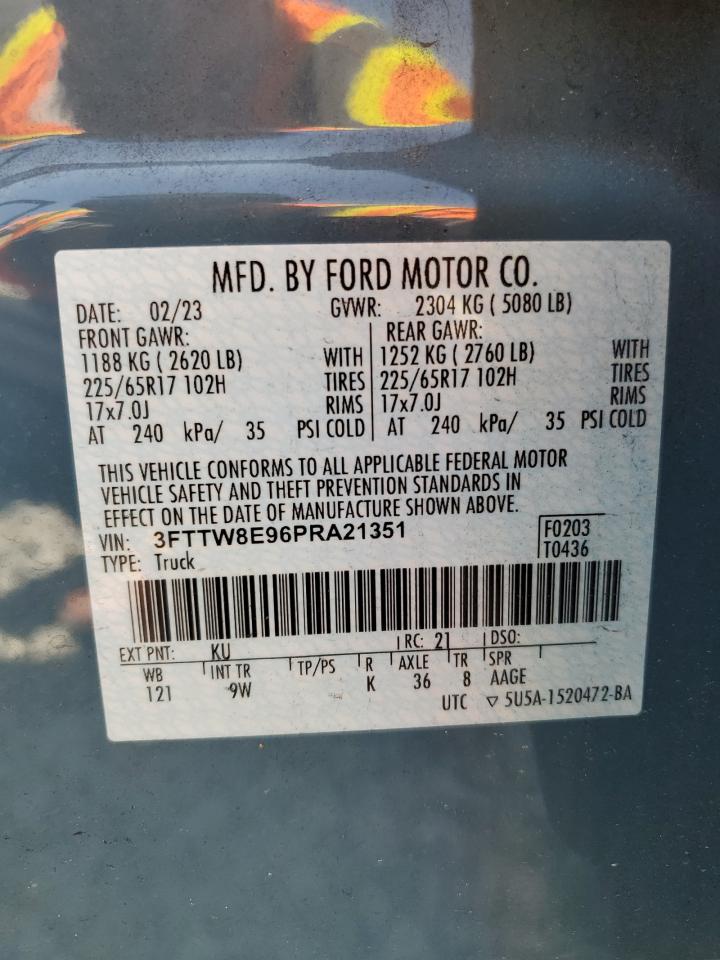 MFD. BY FORD MOTOR CO.
DATE: 02/23 GVWR: 2304 KG ( 5080 LB)
FRONT GAWR: REAR GAWR:
1188 KG ( 2620 LB) WITH 1252 KG ( 2760 LB) WITH
225/65R17 102H TIRES 225/65R17 102H TIRES
17x7.0J RIMS 17x7.0J RIMS
AT 240 kPa/ 35 PSI COLD AT 240 kPa/ 35 PSI COLD
THIS VEHICLE CONFORMS TO ALL APPLICABLE FEDERAL MOTOR
VEHICLE SAFETY AND THEFT PREVENTION STANDARDS IN
EFFECT ON THE DATE OF MANUFACTURE SHOWN ABOVE.
VIN: 3FTTW8E96PRA21351 F0203
TYPE: Truck T0436
EXT PNT: KU RC: 21 DSO:
WB INT TR TP/PS R AXLE TR SPR
121 9W K 36 8 AAGE
UTC ▽ 5U5A-1520472-BA